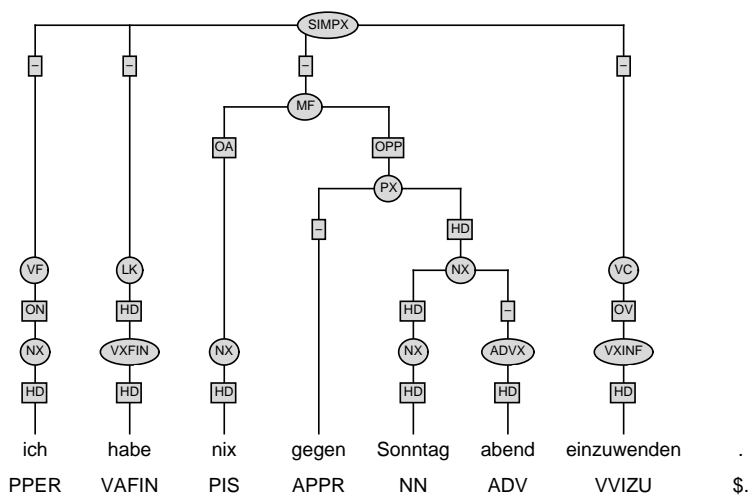 SIMPX
– – – –
MF
OA OPP
PX
– HD
VF LK NX VC
ON HD HD – OV
NX VXFIN NX NX ADVX VXINF
HD HD HD HD HD HD
ich habe nix gegen Sonntag abend einzuwenden .
PPER VAFIN PIS APPR NN ADV VVIZU $.